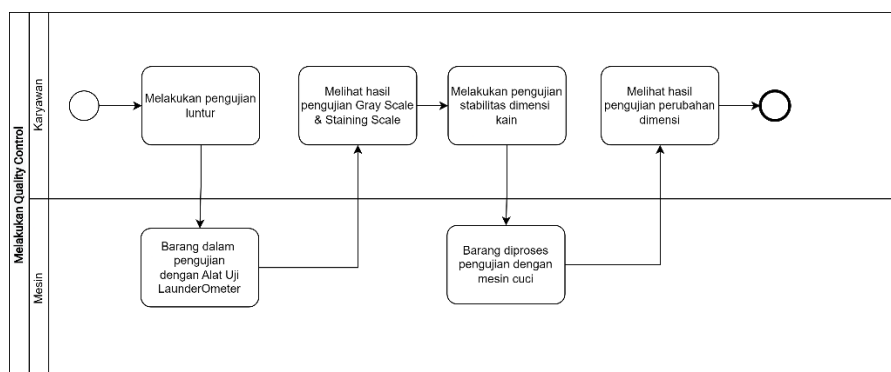 Melakukan Quality Control
Karyawan
Melakukan pengujian
luntur
Melihat hasil
pengujian Gray Scale
& Staining Scale
Melakukan pengujian
stabilitas dimensi
kain
Melihat hasil
pengujian perubahan
dimensi
Mesin
Barang dalam
pengujian
dengan Alat Uji
LaunderOmeter
Barang diproses
pengujian dengan
mesin cuci